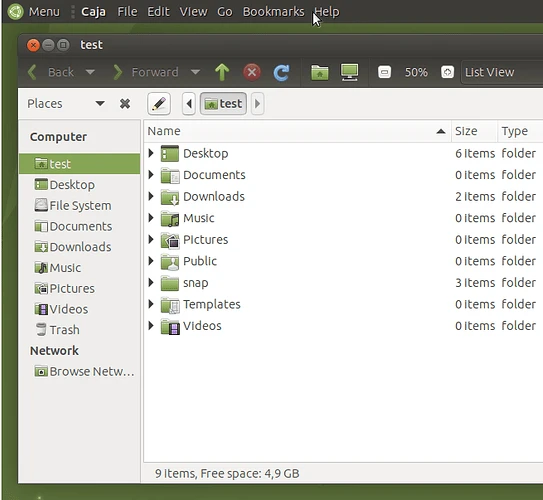 Menu Caja File Edit View Go Bookmarks Help
test
Back Forward 50% List View
Places test
Computer
test
Desktop
File System
Documents
Downloads
Music
Pictures
Videos
Trash
Network
Browse Netw...
Name Size Type
Desktop 6 items folder
Documents 0 items folder
Downloads 2 items folder
Music 0 items folder
Pictures 0 items folder
Public 0 items folder
snap 3 items folder
Templates 0 items folder
Videos 0 items folder
9 items, Free space: 4,9 GB